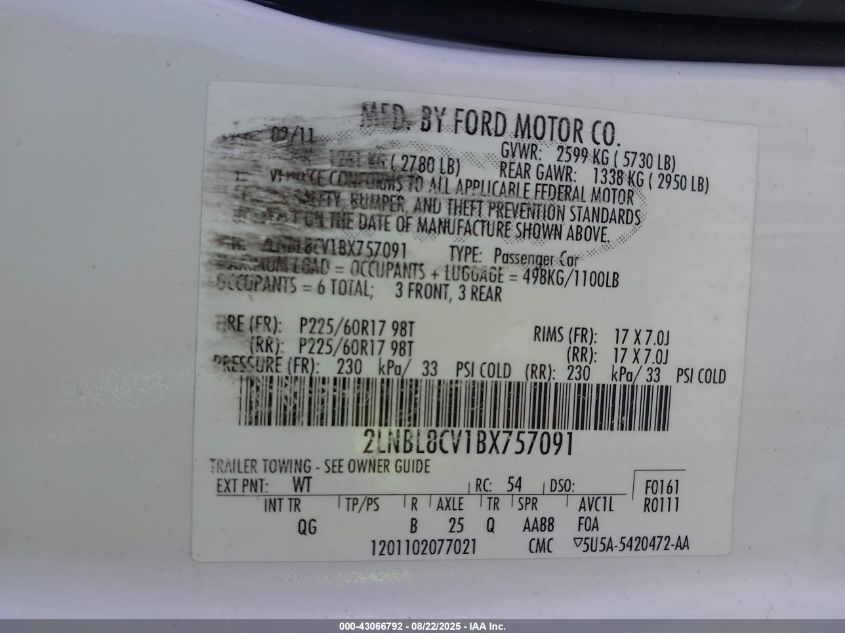 MFD. BY FORD MOTOR CO.
02/11 GVWR: 2599 KG ( 5730 LB)
KG ( 2780 LB) REAR GAWR: 1338 KG ( 2950 LB)
VEHICLE CONFORMS TO ALL APPLICABLE FEDERAL MOTOR
SAFETY, BUMPER, AND THEFT PREVENTION STANDARDS
ON THE DATE OF MANUFACTURE SHOWN ABOVE.
2LNBL8CV1BX757091 TYPE: Passenger Car
MAXIMUM LOAD = OCCUPANTS + LUGGAGE = 498KG/1100LB
OCCUPANTS = 6 TOTAL; 3 FRONT, 3 REAR
TIRE (FR): P225/60R17 98T RIMS (FR): 17 X 7.0J
(RR): P225/60R17 98T (RR): 17 X 7.0J
PRESSURE (FR): 230 kPa/ 33 PSI COLD (RR): 230 kPa/ 33 PSI COLD
2LNBL8CV1BX757091
TRAILER TOWING - SEE OWNER GUIDE
EXT PNT: WT RC: 54 DSO: F0161
INT TR TP/PS R AXLE TR SPR AVC1L R0111
QG B 25 Q AA88 FOA
1201102077021 CMC ▽5U5A-5420472-AA
000-43066792 - 08/22/2025 - IAA Inc.